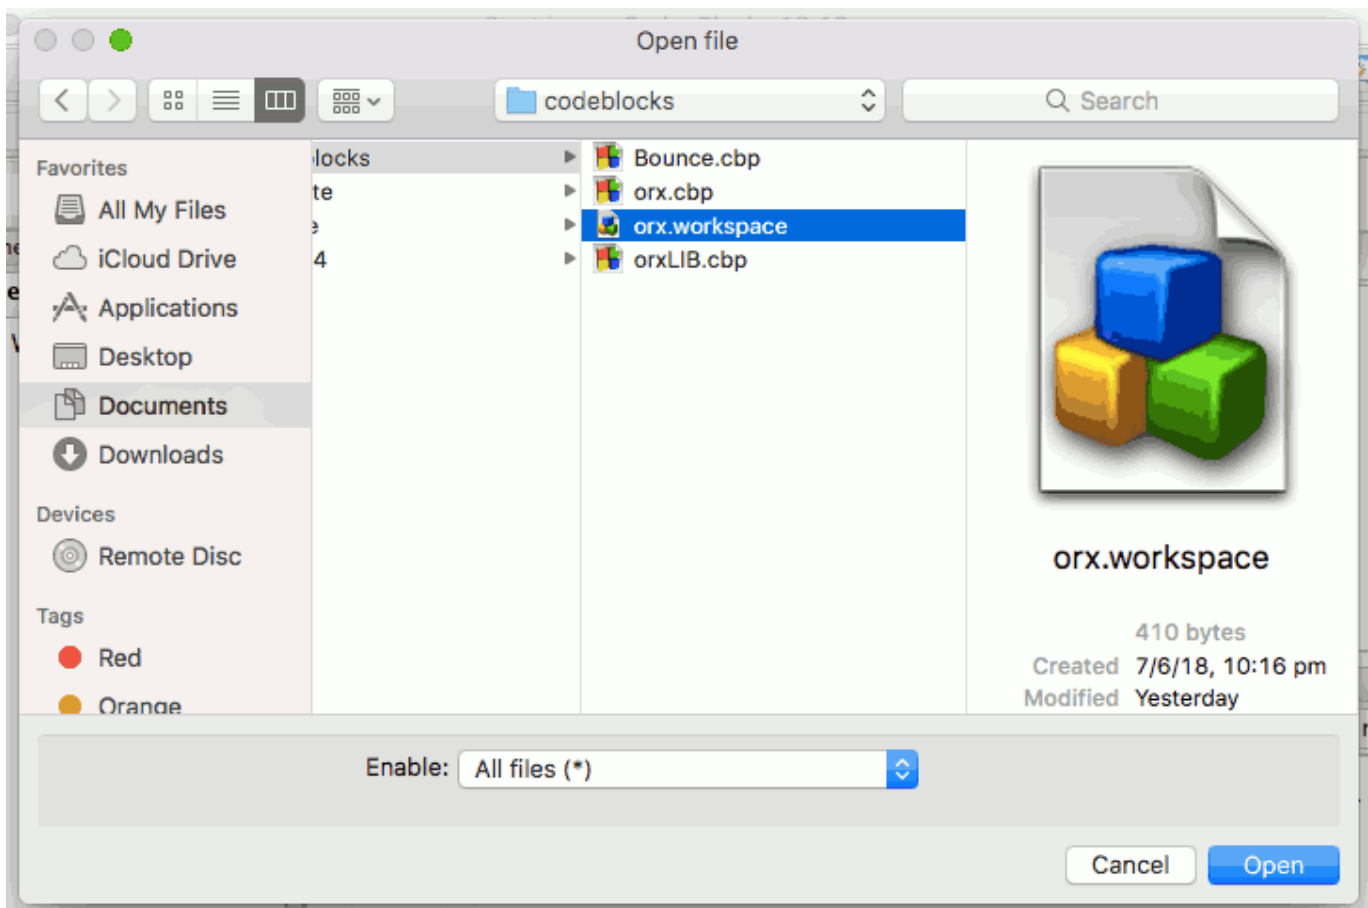 Open file
codeblocks
Search
Favorites
All My Files
iCloud Drive
Applications
Desktop
Documents
Downloads
Devices
Remote Disc
Tags
Red
Orange
locks
te
e
4
Bounce.cbp
orx.cbp
orx.workspace
orxLIB.cbp
orx.workspace
410 bytes
Created 7/6/18, 10:16 pm
Modified Yesterday
Enable: All files (*)
Cancel
Open